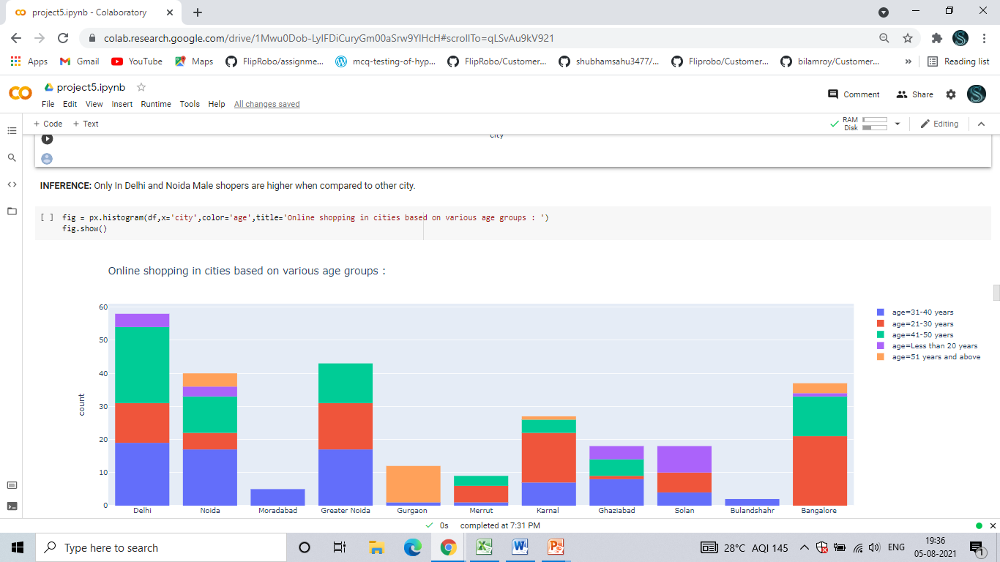 project5.ipynb - Colaboratory
colab.research.google.com/drive/1Mwu0Dob-LyIFDiCuryGm00aSrw9YlHcH#scrollTo=qLSvAu9kV921
Apps Gmail YouTube Maps FlipRobo/assignme... mcq-testing-of-hyp... FlipRobo/Customer... shubhamsahu3477/... Fliprobo/Customer... bilamroy/Customer... » Reading list
project5.ipynb
Comment Share
File Edit View Insert Runtime Tools Help All changes saved
+ Code + Text
RAM
Disk
Editing
city
INFERENCE: Only In Delhi and Noida Male shopers are higher when compared to other city.
[ ] fig = px.histogram(df,x='city',color='age',title='Online shopping in cities based on various age groups : ')
fig.show()
Online shopping in cities based on various age groups :
60
50
40
30
20
10
0
count
age=31-40 years
age=21-30 years
age=41-50 yaers
age=Less than 20 years
age=51 years and above
Delhi Noida Moradabad Greater Noida Gurgaon Merrut Karnal Ghaziabad Solan Bulandshahr Bangalore
0s completed at 7:31 PM
Type here to search
28°C AQI 145
ENG
19:36
05-08-2021
1